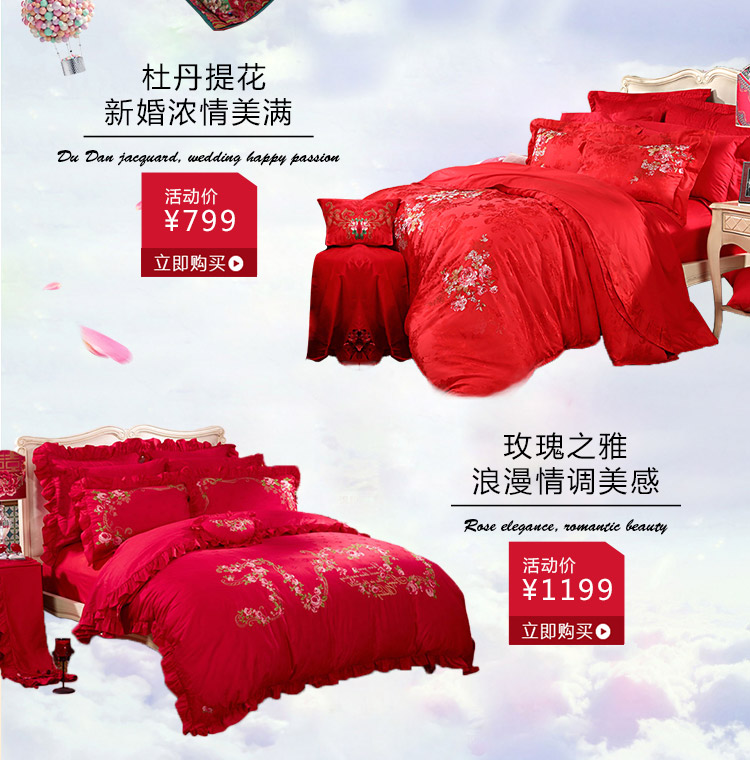 杜丹提花
新婚浓情美满
Du Dan jacquard, wedding happy passion
活动价
¥799
立即购买
玫瑰之雅
浪漫情调美感
Rose elegance, romantic beauty
活动价
¥1199
立即购买